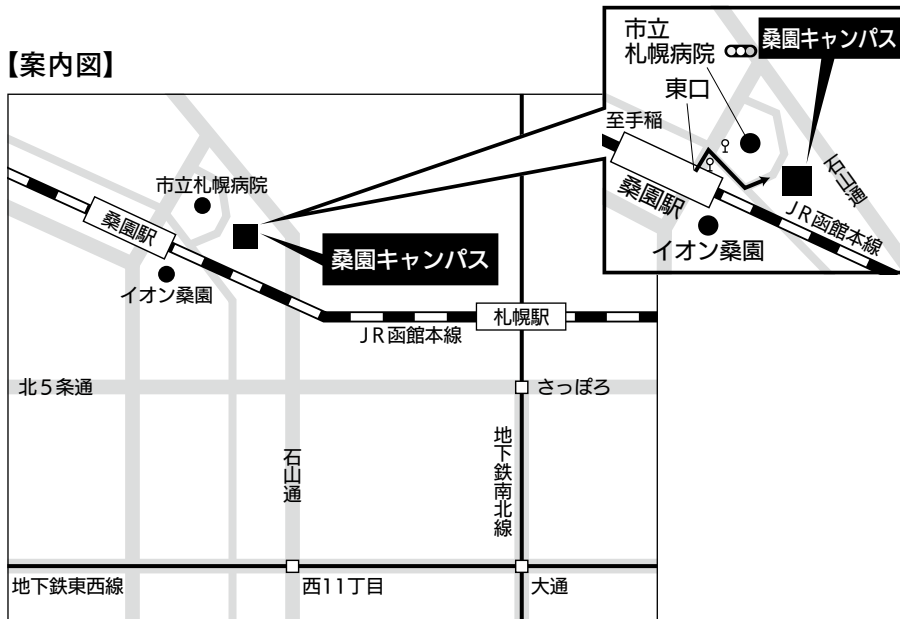 【案内図】
市立札幌病院
桑園駅
イオン桑園
桑園キャンパス
札幌駅
JR函館本線
北5条通
さっぽろ
石山通
地下鉄南北線
地下鉄東西線
西11丁目
大通
市立
札幌病院
桑園キャンパス
東口
至手稲
石山通
桑園駅
JR函館本線
イオン桑園